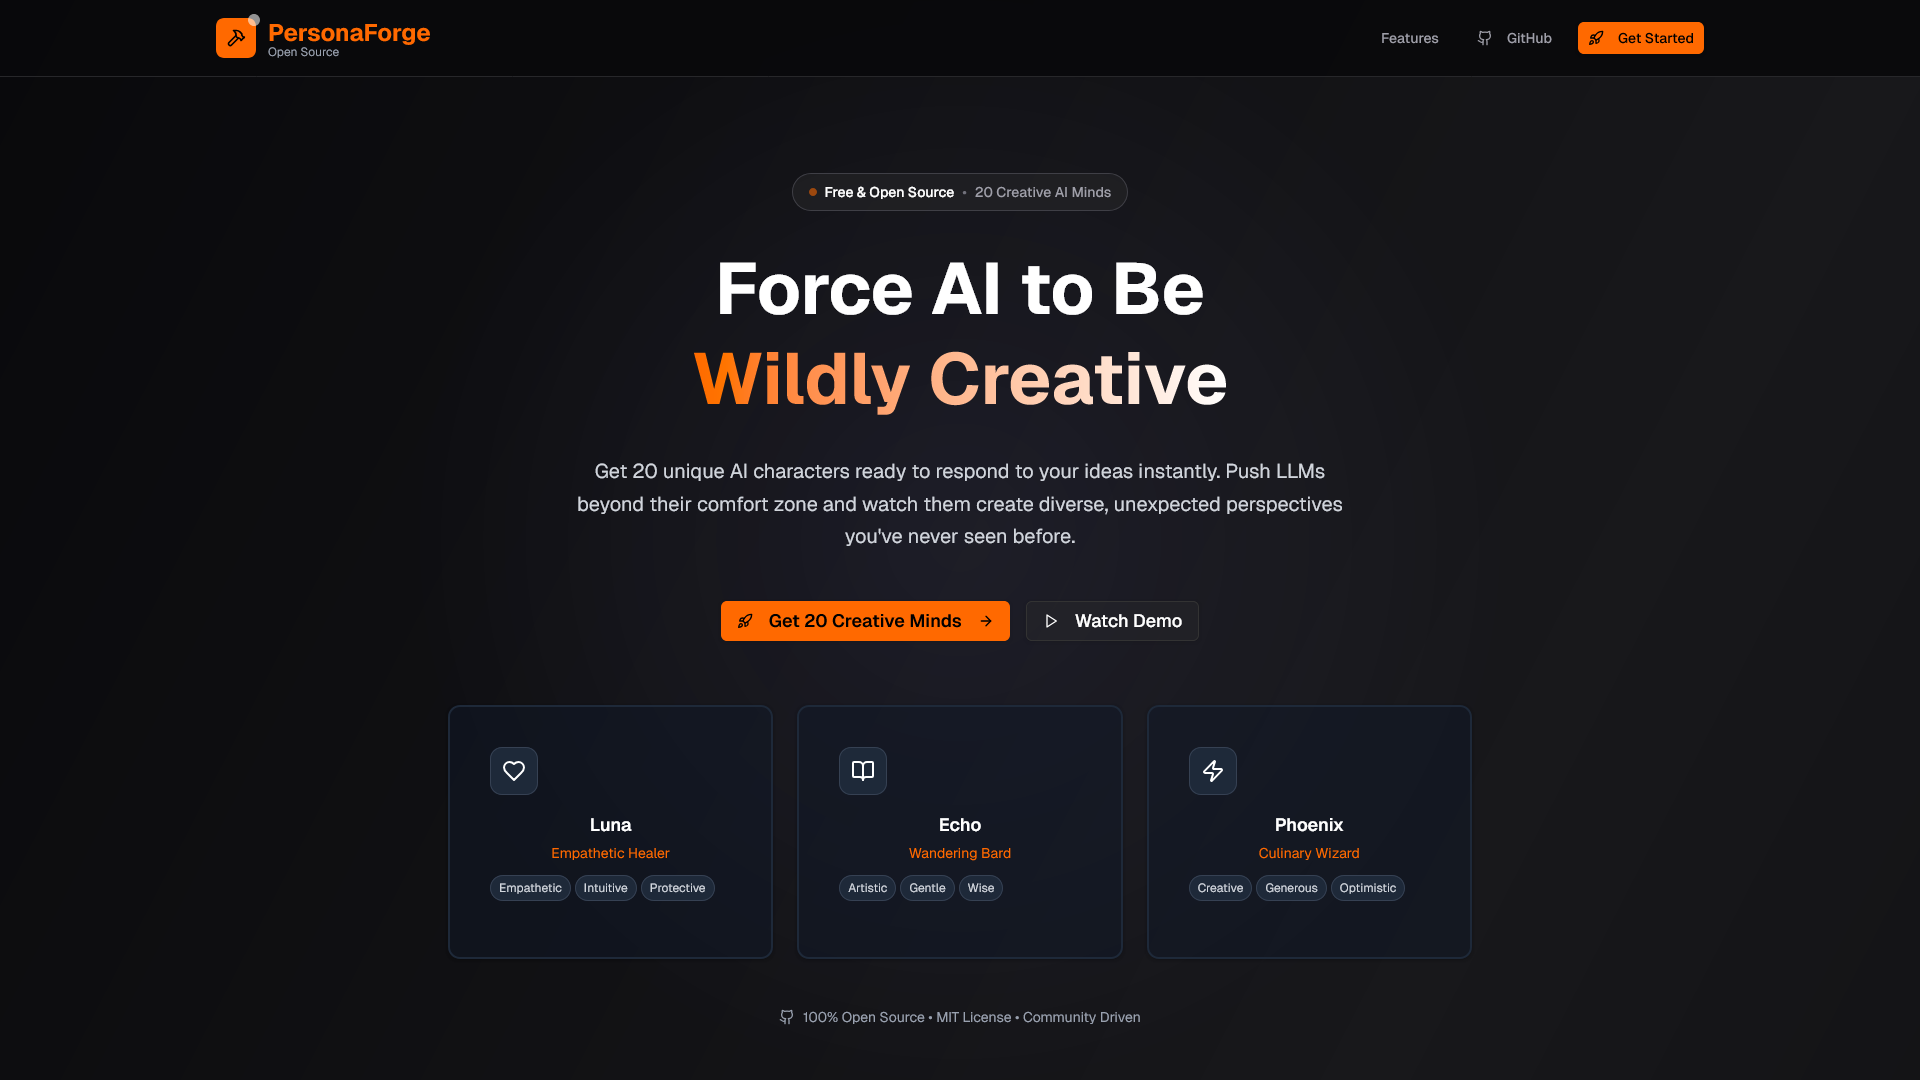 PersonaForge
Open Source
Features
GitHub
Get Started
Free & Open Source • 20 Creative AI Minds
Force AI to Be
Wildly Creative
Get 20 unique AI characters ready to respond to your ideas instantly. Push LLMs
beyond their comfort zone and watch them create diverse, unexpected perspectives
you've never seen before.
Get 20 Creative Minds
Watch Demo
Luna
Empathetic Healer
Empathetic Intuitive Protective
Echo
Wandering Bard
Artistic Gentle Wise
Phoenix
Culinary Wizard
Creative Generous Optimistic
100% Open Source • MIT License • Community Driven